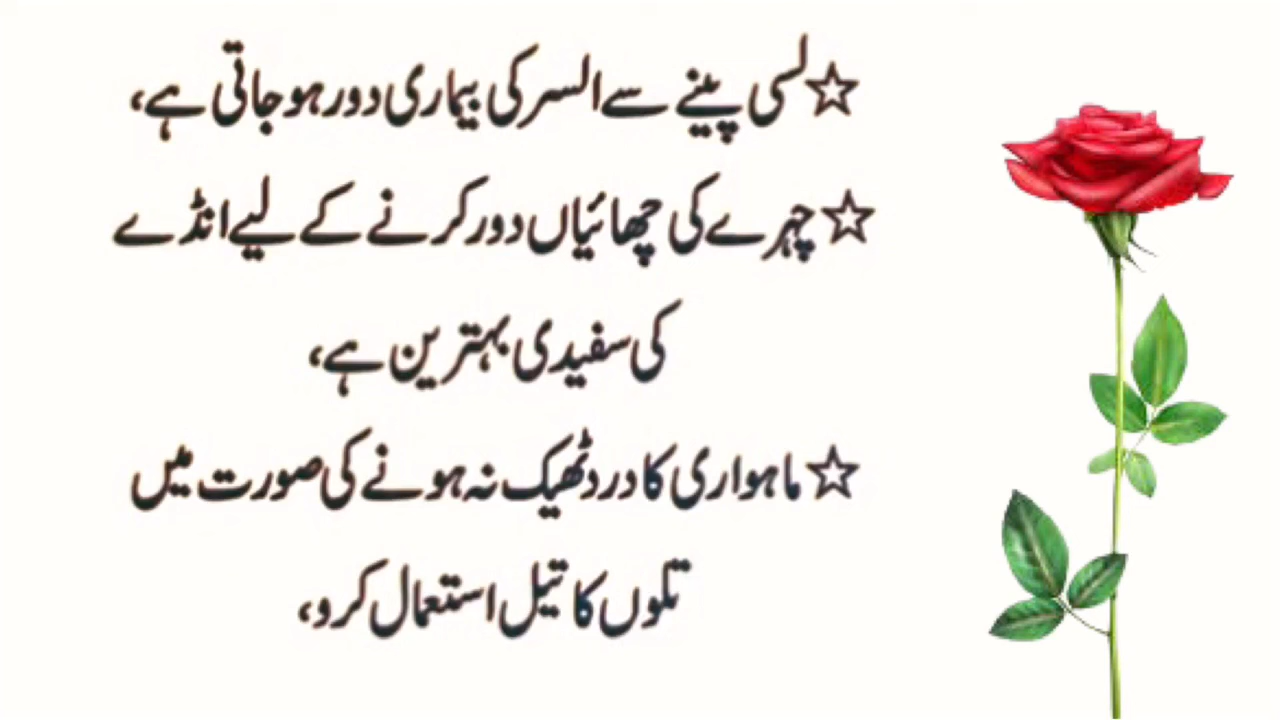 ☆لسی پینے سے السر کی بیماری دور ہو جاتی ہے،
☆چہرے کی چھائیاں دور کرنے کے لیے انڈے
کی سفیدی بہترین ہے،
☆ماہواری کا درد ٹھیک نہ ہونے کی صورت میں
تلوں کا تیل استعمال کرو،